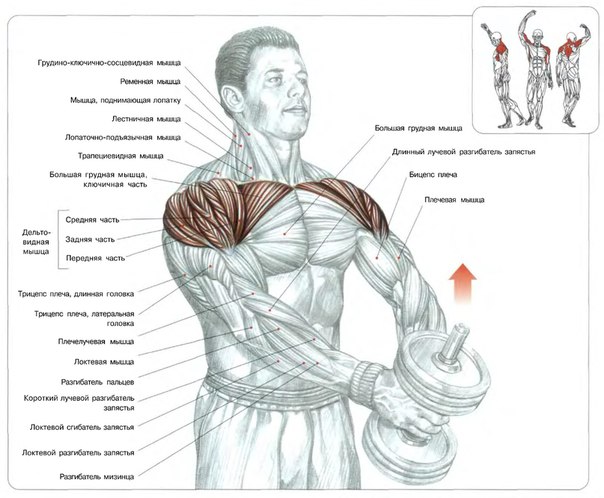 Грудино-ключично-сосцевидная мышца
Ременная мышца
Мышца, поднимающая лопатку
Лестничная мышца
Лопаточно-подъязычная мышца
Трапециевидная мышца
Большая грудная мышца,
ключичная часть
Дельто-
видная
мышца
Средняя часть
Задняя часть
Передняя часть
Трицепс плеча, длинная головка
Трицепс плеча, латеральная
головка
Плечелучевая мышца
Локтевая мышца
Разгибатель пальцев
Короткий лучевой разгибатель
запястья
Локтевой сгибатель запястья
Локтевой разгибатель запястья
Разгибатель мизинца
Большая грудная мышца
Длинный лучевой разгибатель запястья
Бицепс плеча
Плечевая мышца